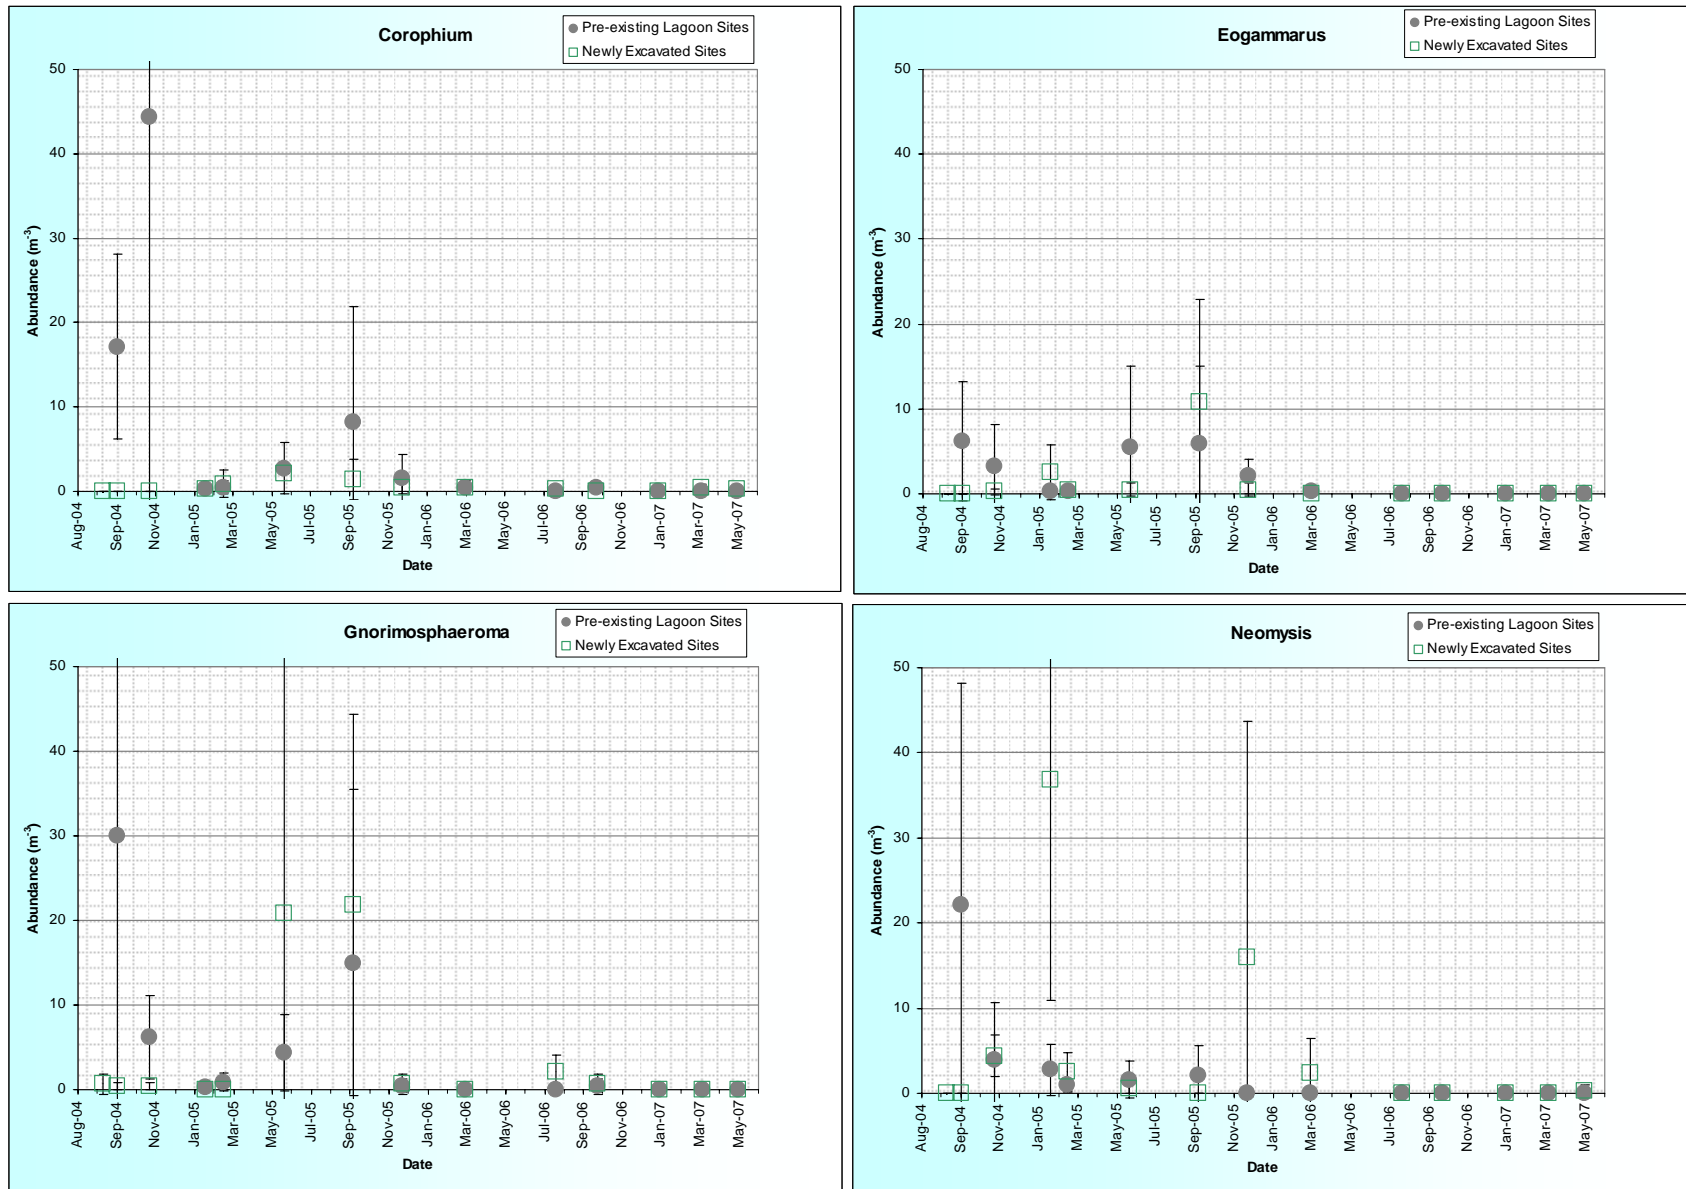 Corophium
Pre-existing Lagoon Sites
Newly Excavated Sites
50
40
30
20
10
0
Abundance (m-3)
Aug-04
Sep-04
Nov-04
Jan-05
Mar-05
May-05
Jul-05
Sep-05
Nov-05
Jan-06
Mar-06
May-06
Jul-06
Sep-06
Nov-06
Jan-07
Mar-07
May-07
Date
Eogammarus
Pre-existing Lagoon Sites
Newly Excavated Sites
50
40
30
20
10
0
Abundance (m-3)
Aug-04
Sep-04
Nov-04
Jan-05
Mar-05
May-05
Jul-05
Sep-05
Nov-05
Jan-06
Mar-06
May-06
Jul-06
Sep-06
Nov-06
Jan-07
Mar-07
May-07
Date
Gnorimosphaeroma
Pre-existing Lagoon Sites
Newly Excavated Sites
50
40
30
20
10
0
Abundance (m-3)
Aug-04
Sep-04
Nov-04
Jan-05
Mar-05
May-05
Jul-05
Sep-05
Nov-05
Jan-06
Mar-06
May-06
Jul-06
Sep-06
Nov-06
Jan-07
Mar-07
May-07
Date
Neomysis
Pre-existing Lagoon Sites
Newly Excavated Sites
50
40
30
20
10
0
Abundance (m-3)
Aug-04
Sep-04
Nov-04
Jan-05
Mar-05
May-05
Jul-05
Sep-05
Nov-05
Jan-06
Mar-06
May-06
Jul-06
Sep-06
Nov-06
Jan-07
Mar-07
May-07
Date